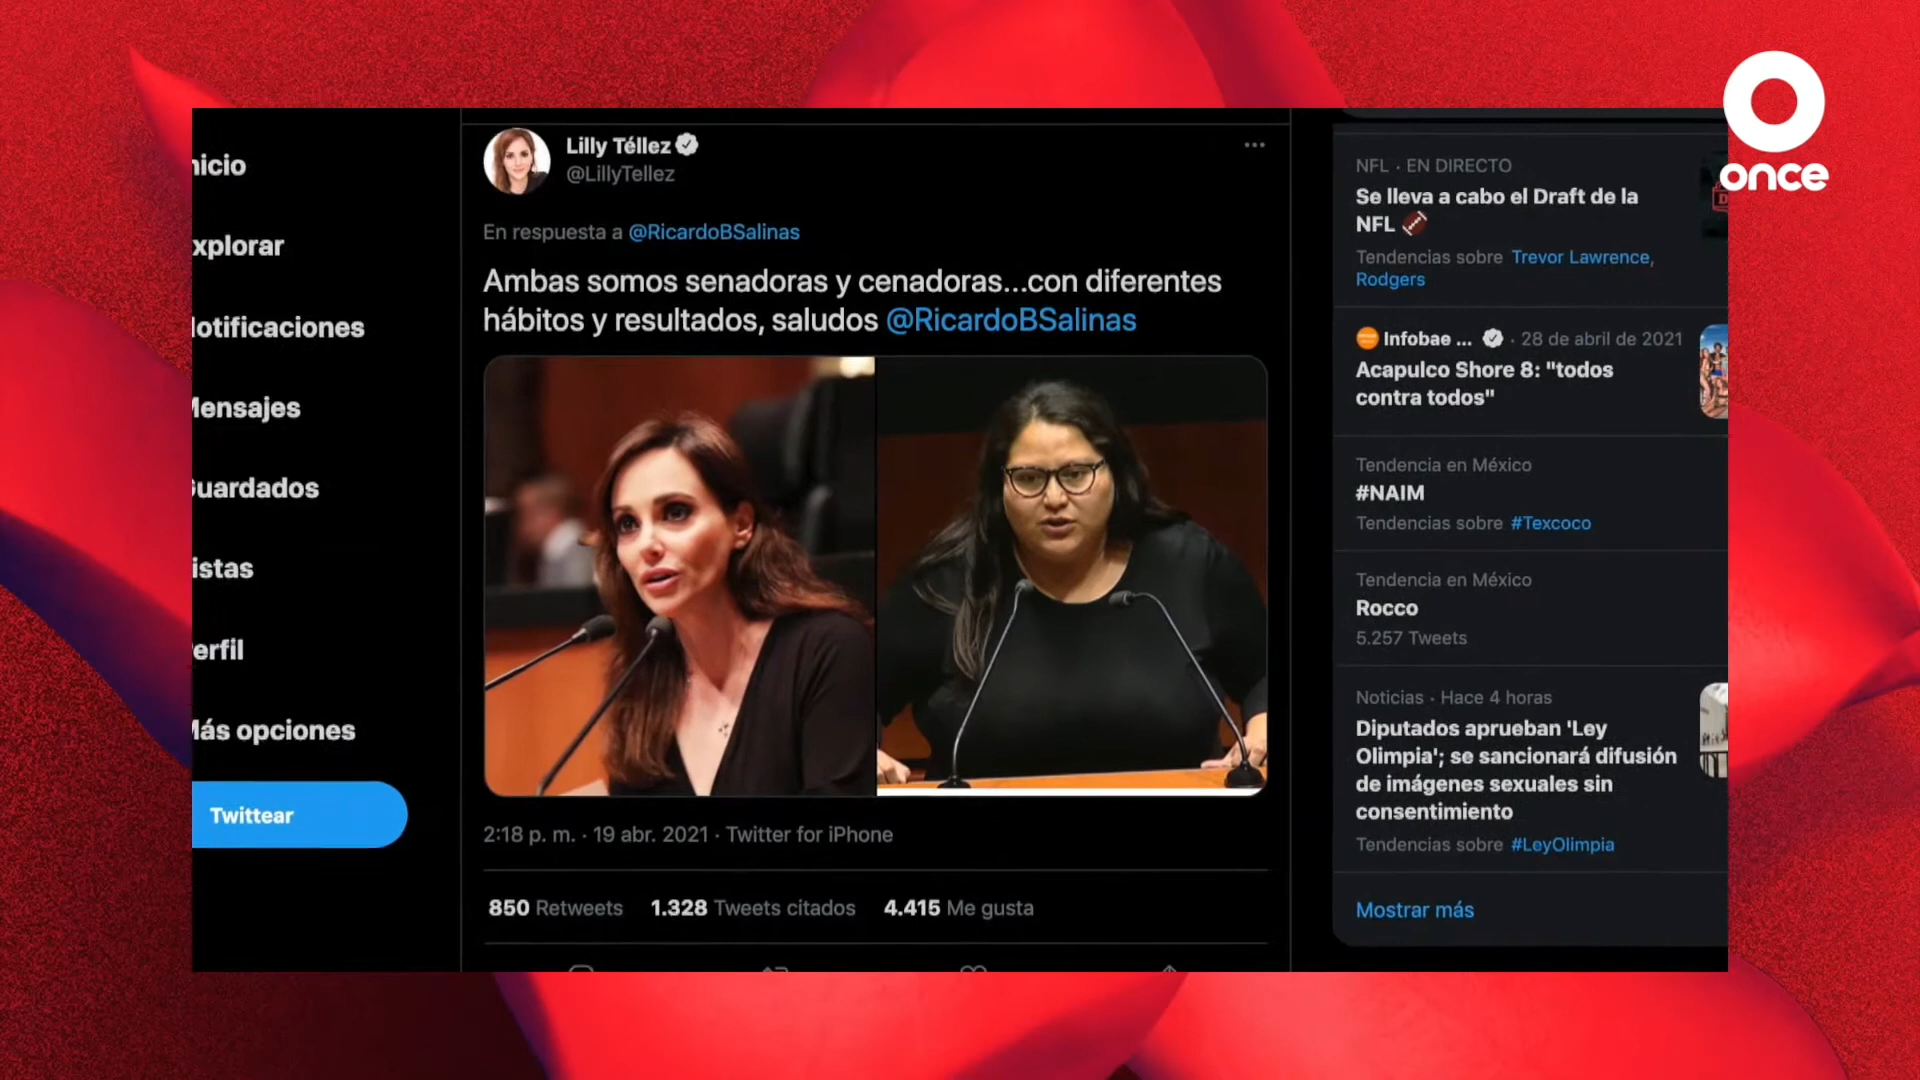 nicio
xplorar
otificaciones
ensajes
uardados
istas
erfil
ás opciones
Twittear
Lilly Téllez
@LillyTellez
En respuesta a @RicardoBSalinas
Ambas somos senadoras y cenadoras...con diferentes
hábitos y resultados, saludos @RicardoBSalinas
2:18 p. m. · 19 abr. 2021 · Twitter for iPhone
850 Retweets 1.328 Tweets citados 4.415 Me gusta
NFL · EN DIRECTO
Se lleva a cabo el Draft de la
NFL 🏈
Tendencias sobre Trevor Lawrence,
Rodgers
Infobae ... · 28 de abril de 2021
Acapulco Shore 8: "todos
contra todos"
Tendencia en México
#NAIM
Tendencias sobre #Texcoco
Tendencia en México
Rocco
5.257 Tweets
Noticias · Hace 4 horas
Diputados aprueban 'Ley
Olimpia'; se sancionará difusión
de imágenes sexuales sin
consentimiento
Tendencias sobre #LeyOlimpia
Mostrar más
once